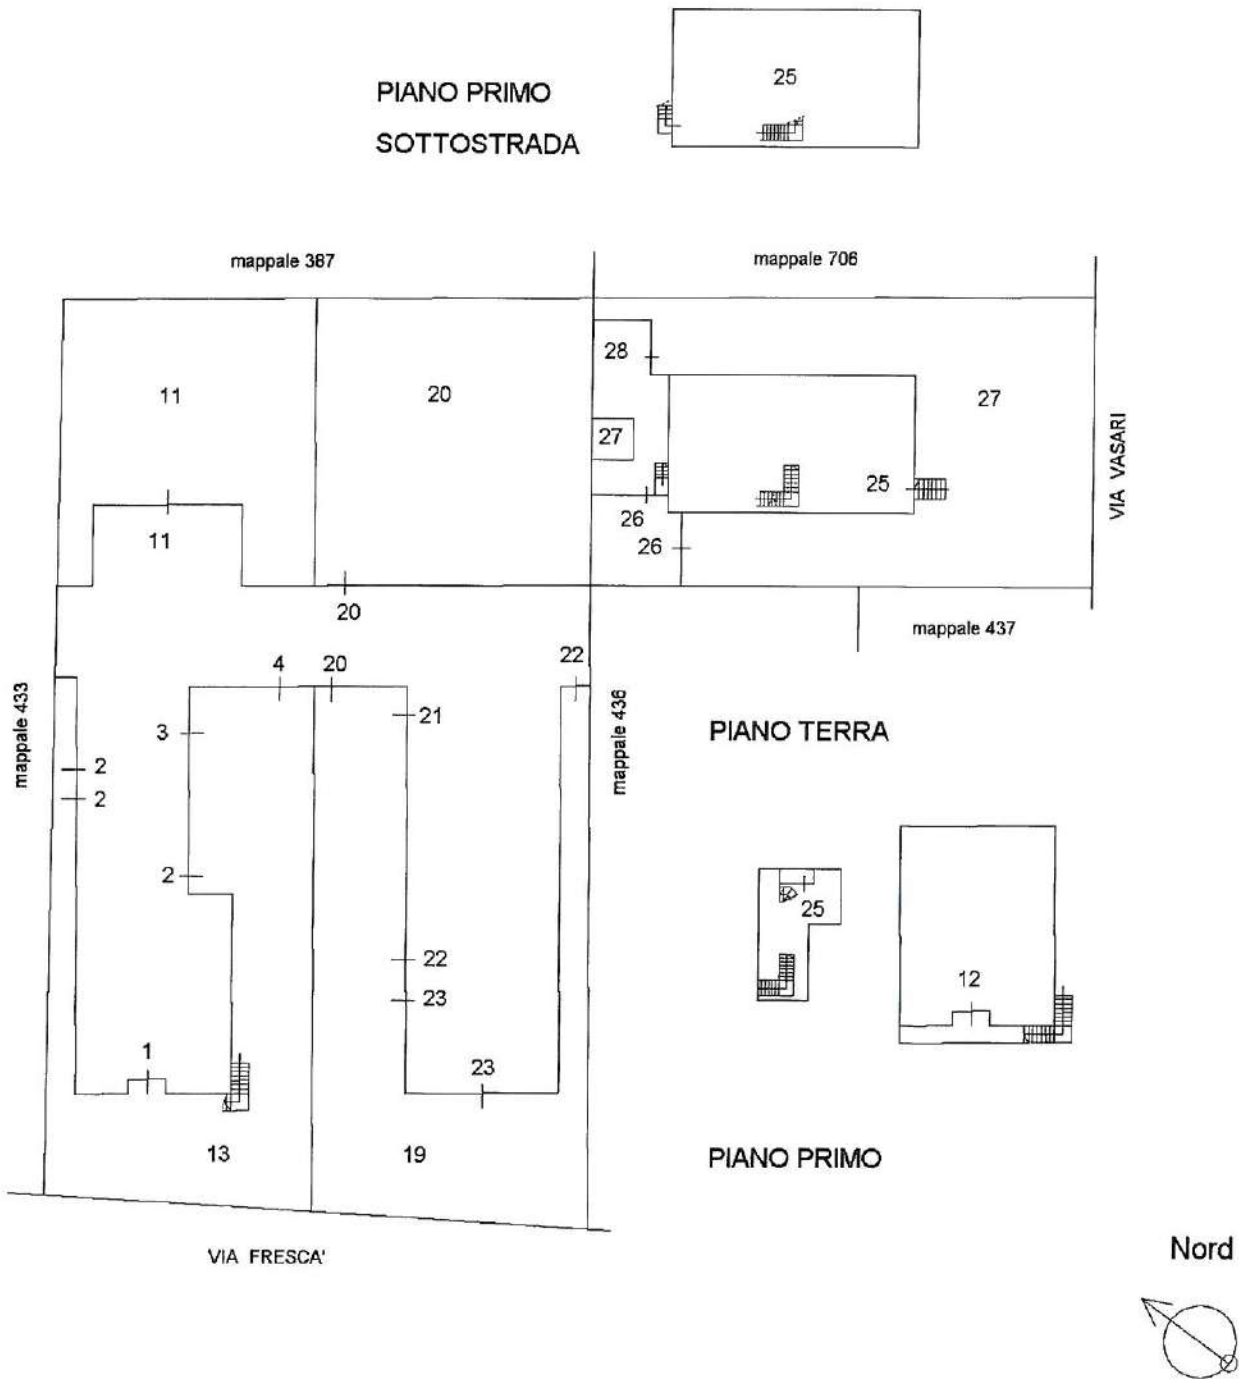 25
PIANO PRIMO
SOTTOSTRADA
mappale 387
mappale 706
28
11
20
27
27
VIA VASARI
25
26
11
26
20
mappale 437
22
4
20
mappale 433
mappale 436
21
3
PIANO TERRA
2
2
2
25
22
12
23
1
23
13
19
PIANO PRIMO
VIA FRESCA'
Nord